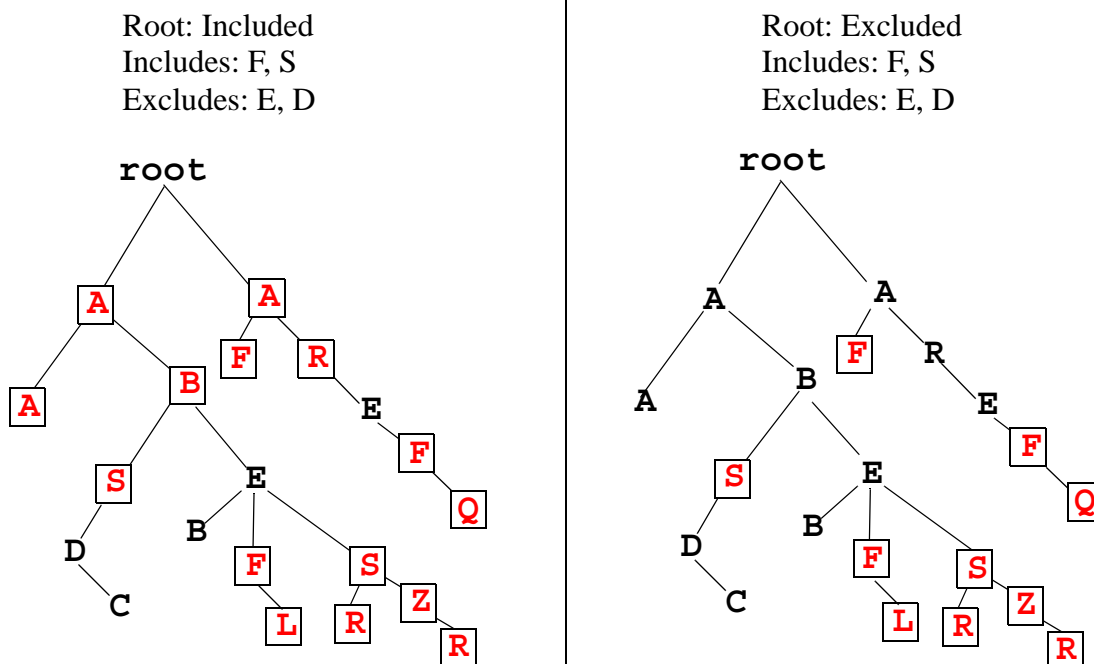 Root: Included
Includes: F, S
Excludes: E, D
root
A A
F R
B E
A F
S E Q
B
D F S
C L R Z
R
Root: Excluded
Includes: F, S
Excludes: E, D
root
A A
F R
B E
A F
S E Q
B
D F S
C L R Z
R